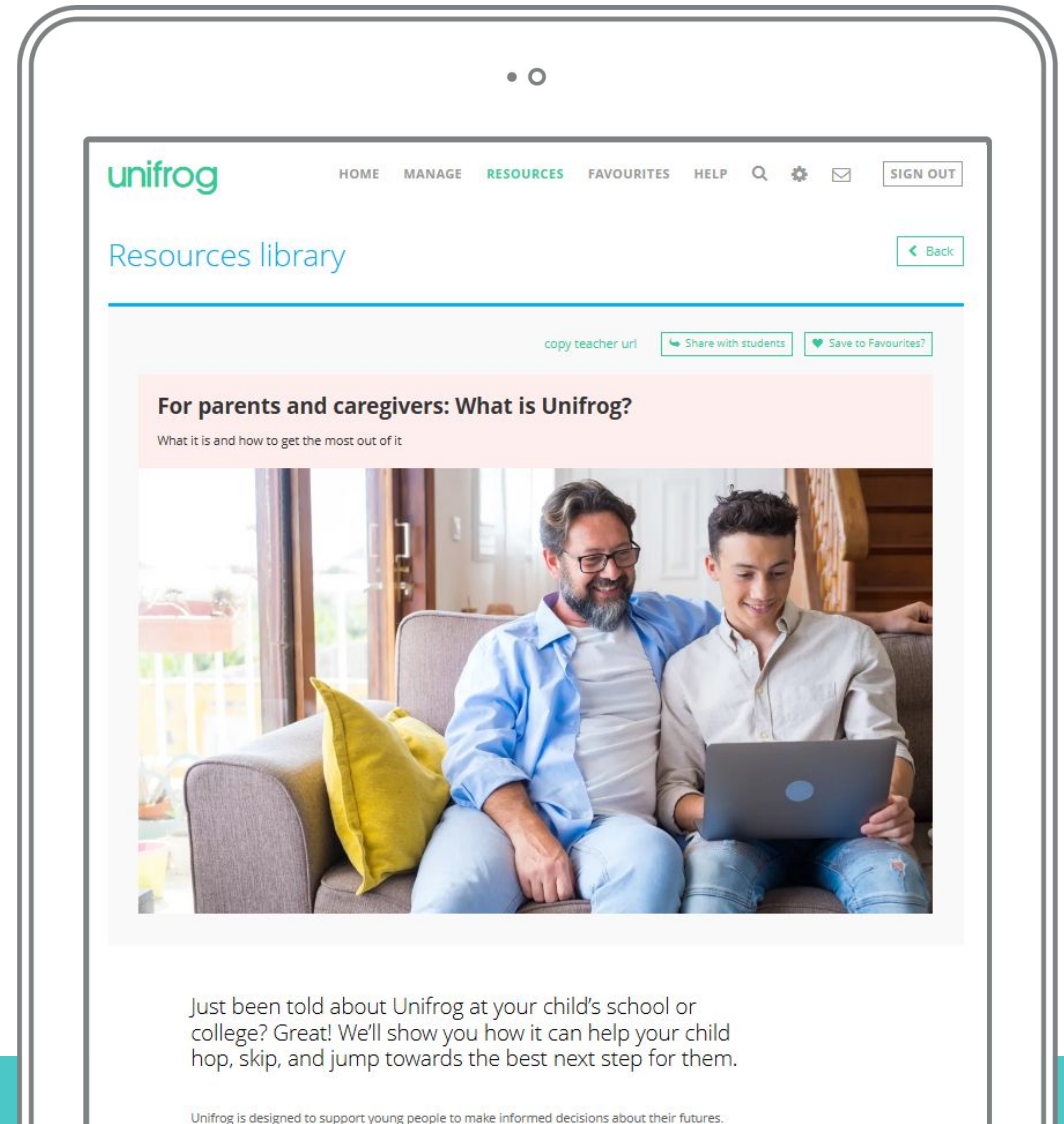 unifrog
HOME MANAGE RESOURCES FAVOURITES HELP SIGN OUT
Resources library
Back
copy teacher url Share with students Save to Favourites?
For parents and caregivers: What is Unifrog?
What it is and how to get the most out of it
Just been told about Unifrog at your child's school or
college? Great! We'll show you how it can help your child
hop, skip, and jump towards the best next step for them.
Unifrog is designed to support young people to make informed decisions about their futures.